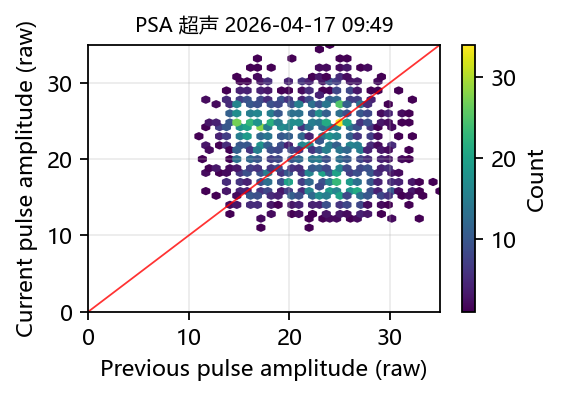 PSA 超声 2026-04-17 09:49
Current pulse amplitude (raw)
30
20
10
0
0 10 20 30
Previous pulse amplitude (raw)
30
20
10
Count